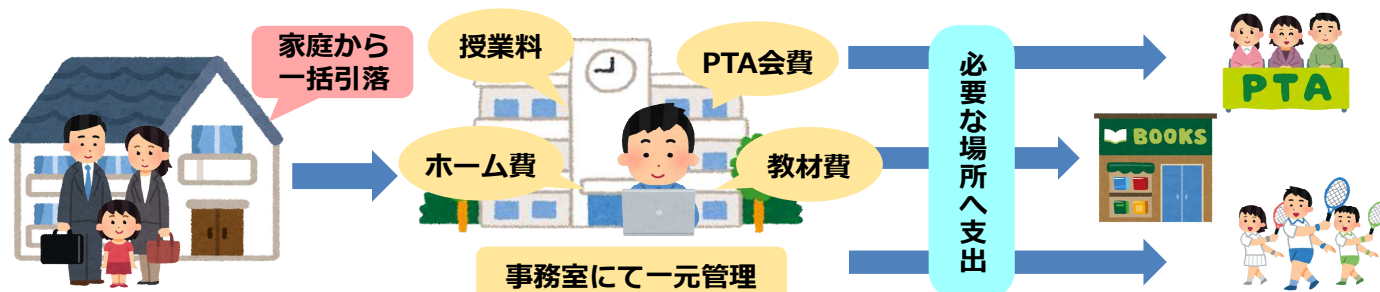 家庭から
一括引落
授業料
PTA会費
ホーム費
教材費
事務室にて一元管理
必要な場所へ支出
PTA
BOOKS